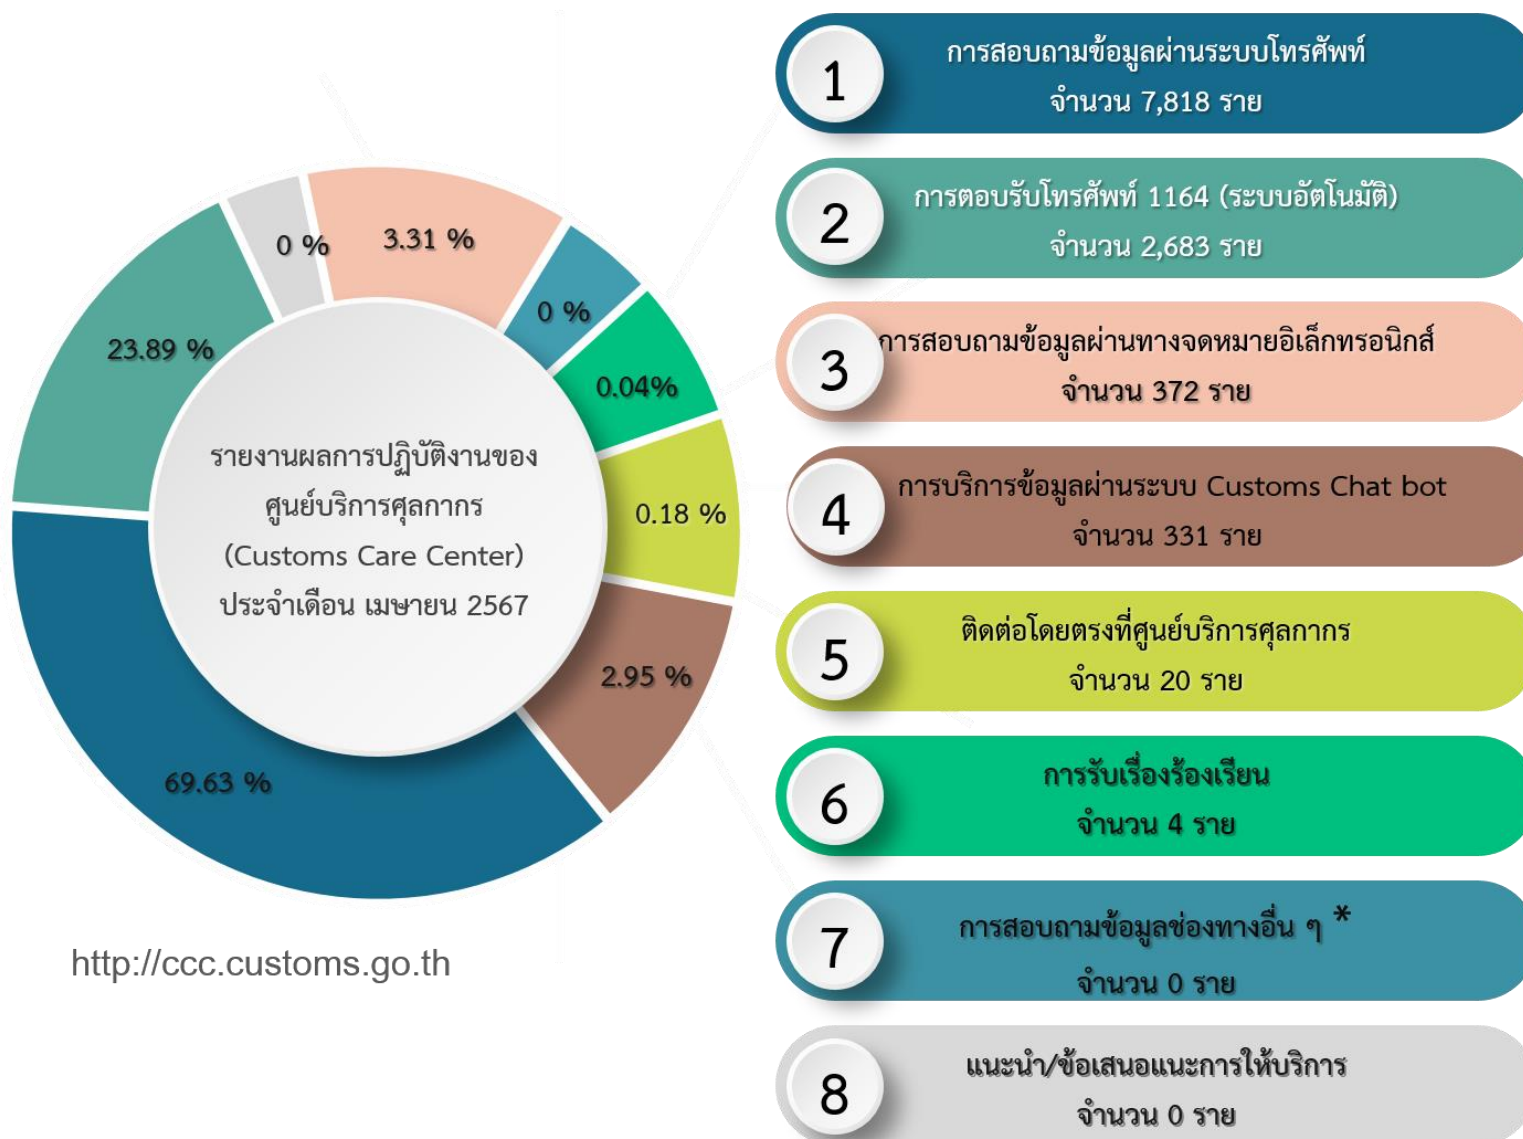 0 %
3.31 %
0 %
23.89 %
0.04%
0.18 %
2.95 %
69.63 %
รายงานผลการปฏิบัติงานของ
ศูนย์บริการศุลกากร
(Customs Care Center)
ประจำเดือน เมษายน 2567
http://ccc.customs.go.th
1
การสอบถามข้อมูลผ่านระบบโทรศัพท์
จำนวน 7,818 ราย
2
การตอบรับโทรศัพท์ 1164 (ระบบอัตโนมัติ)
จำนวน 2,683 ราย
3
การสอบถามข้อมูลผ่านทางจดหมายอิเล็กทรอนิกส์
จำนวน 372 ราย
4
การบริการข้อมูลผ่านระบบ Customs Chat bot
จำนวน 331 ราย
5
ติดต่อโดยตรงที่ศูนย์บริการศุลกากร
จำนวน 20 ราย
6
การรับเรื่องร้องเรียน
จำนวน 4 ราย
7
การสอบถามข้อมูลช่องทางอื่น ๆ *
จำนวน 0 ราย
8
แนะนำ/ข้อเสนอแนะการให้บริการ
จำนวน 0 ราย